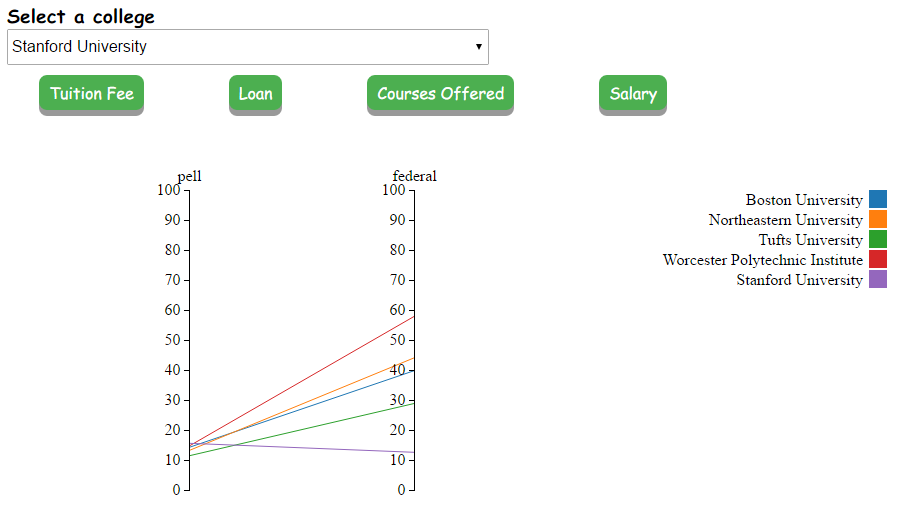 Select a college
Stanford University
Tuition Fee Loan Courses Offered Salary
pell federal
100 100 Boston University
90 90 Northeastern University
80 80 Tufts University
70 70 Worcester Polytechnic Institute
60 60 Stanford University
50 50
40 40
30 30
20 20
10 10
0 0